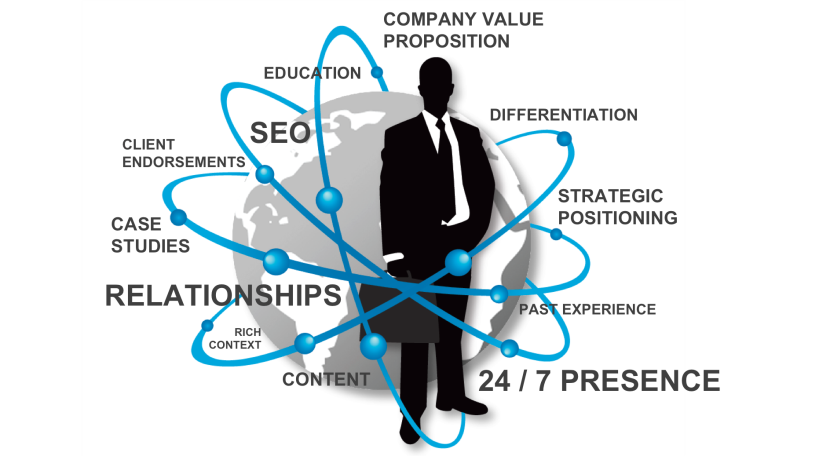 COMPANY VALUE
PROPOSITION
EDUCATION
DIFFERENTIATION
SEO
CLIENT
ENDORSEMENTS
STRATEGIC
POSITIONING
CASE
STUDIES
RELATIONSHIPS
PAST EXPERIENCE
RICH
CONTEXT
CONTENT
24 / 7 PRESENCE